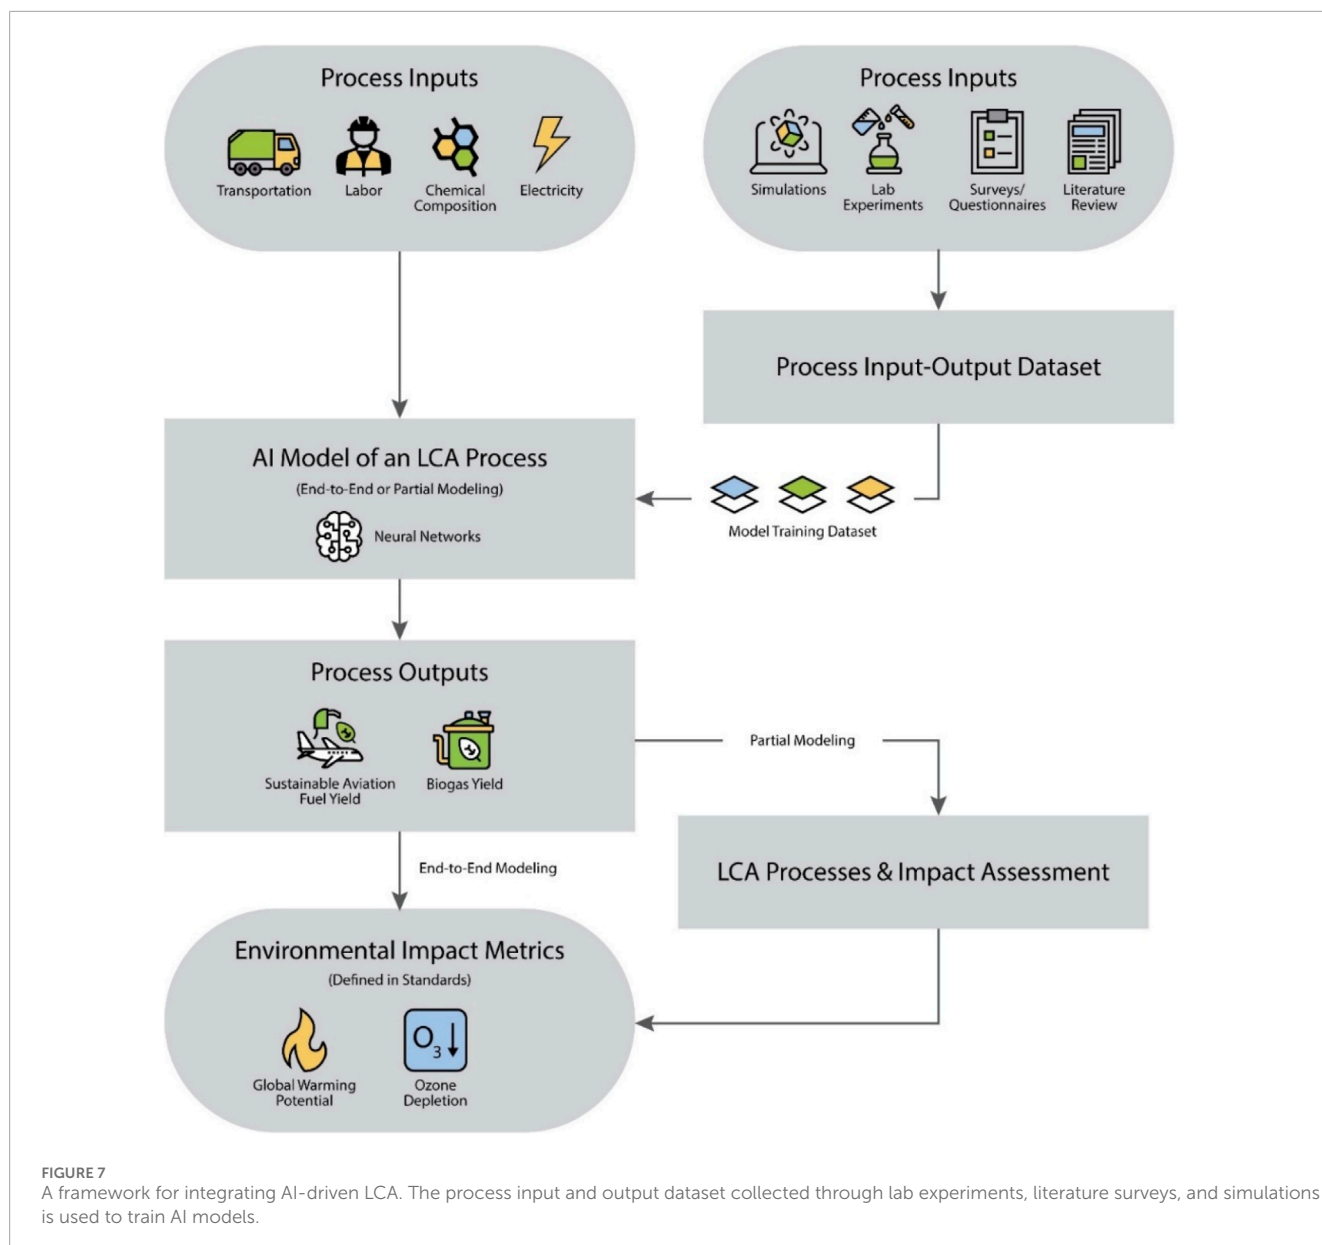 Process Inputs
Transportation
Labor
Chemical
Composition
Electricity
Process Inputs
Simulations
Lab
Experiments
Surveys/
Questionnaires
Literature
Review
Process Input-Output Dataset
AI Model of an LCA Process
(End-to-End or Partial Modeling)
Neural Networks
Model Training Dataset
Process Outputs
Sustainable Aviation
Fuel Yield
Biogas Yield
Partial Modeling
End-to-End Modeling
LCA Processes & Impact Assessment
Environmental Impact Metrics
(Defined in Standards)
Global Warming
Potential
O3
Ozone
Depletion
FIGURE 7
A framework for integrating AI-driven LCA. The process input and output dataset collected through lab experiments, literature surveys, and simulations
is used to train AI models.